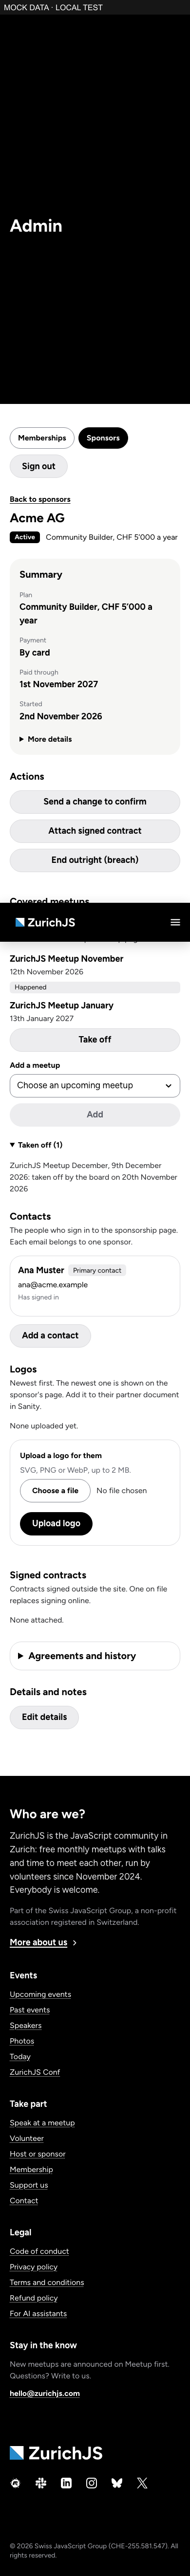 MOCK DATA · LOCAL TEST
Admin
Memberships
Sponsors
Sign out
Back to sponsors
Acme AG
Active
Community Builder, CHF 5’000 a year
Summary
Plan
Community Builder, CHF 5’000 a
year
Payment
By card
Paid through
1st November 2027
Started
2nd November 2026
More details
Actions
Send a change to confirm
Attach signed contract
End outright (breach)
Covered meetups
ZurichJS
ZurichJS Meetup November
12th November 2026
Happened
ZurichJS Meetup January
13th January 2027
Take off
Add a meetup
Choose an upcoming meetup
Add
Taken off (1)
ZurichJS Meetup December, 9th December
2026: taken off by the board on 20th November
2026
Contacts
The people who sign in to the sponsorship page.
Each email belongs to one sponsor.
Ana Muster
Primary contact
ana@acme.example
Has signed in
Add a contact
Logos
Newest first. The newest one is shown on the
sponsor's page. Add it to their partner document
in Sanity.
None uploaded yet.
Upload a logo for them
SVG, PNG or WebP, up to 2 MB.
Choose a file
No file chosen
Upload logo
Signed contracts
Contracts signed outside the site. One on file
replaces signing online.
None attached.
Agreements and history
Details and notes
Edit details
Who are we?
ZurichJS is the JavaScript community in
Zurich: free monthly meetups with talks
and time to meet each other, run by
volunteers since November 2024.
Everybody is welcome.
Part of the Swiss JavaScript Group, a non-profit
association registered in Switzerland.
More about us
Events
Upcoming events
Past events
Speakers
Photos
Today
ZurichJS Conf
Take part
Speak at a meetup
Volunteer
Host or sponsor
Membership
Support us
Contact
Legal
Code of conduct
Privacy policy
Terms and conditions
Refund policy
For AI assistants
Stay in the know
New meetups are announced on Meetup first.
Questions? Write to us.
hello@zurichjs.com
ZurichJS
© 2026 Swiss JavaScript Group (CHE-255.581.547). All
rights reserved.